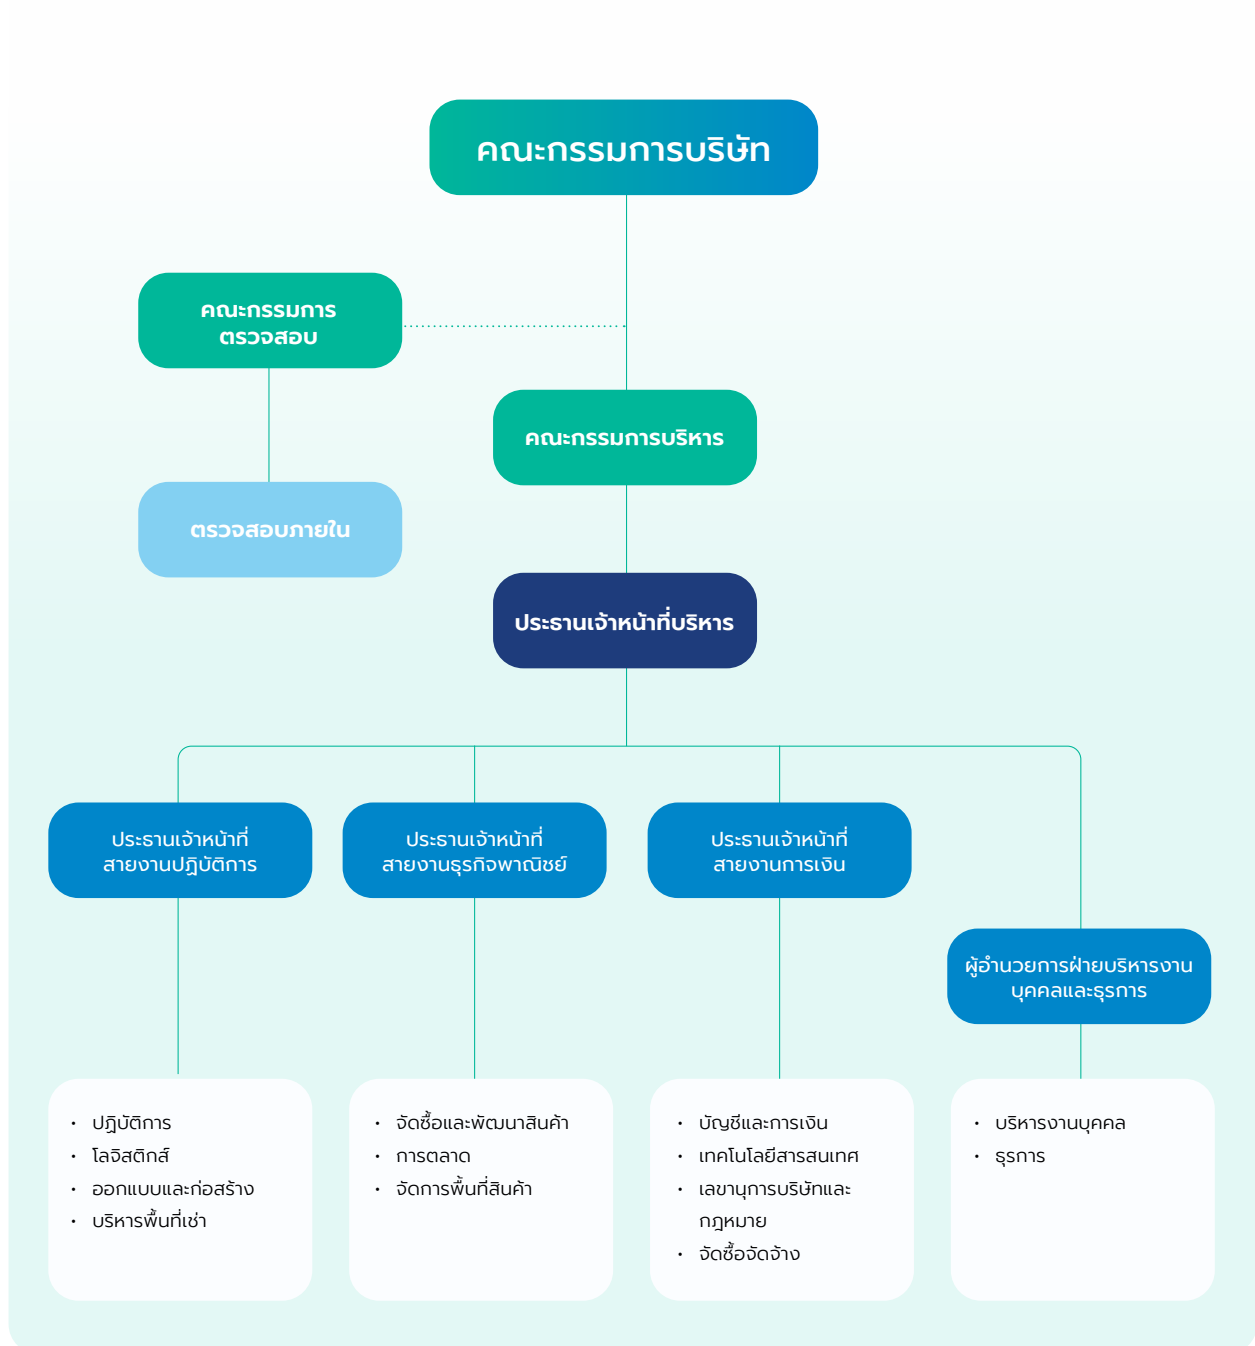 คณะกรรมการบริษัท
คณะกรรมการ
ตรวจสอบ
คณะกรรมการบริหาร
ตรวจสอบภายใน
ประธานเจ้าหน้าที่บริหาร
ประธานเจ้าหน้าที่
สายงานปฏิบัติการ
ประธานเจ้าหน้าที่
สายงานธุรกิจพาณิชย์
ประธานเจ้าหน้าที่
สายงานการเงิน
ผู้อำนวยการฝ่ายบริหารงาน
บุคคลและธุรการ
• ปฏิบัติการ
• โลจิสติกส์
• ออกแบบและก่อสร้าง
• บริหารพื้นที่เช่า
• จัดซื้อและพัฒนาสินค้า
• การตลาด
• จัดการพื้นที่สินค้า
• บัญชีและการเงิน
• เทคโนโลยีสารสนเทศ
• เลขานุการบริษัทและ
กฎหมาย
• จัดซื้อจัดจ้าง
• บริหารงานบุคคล
• ธุรการ